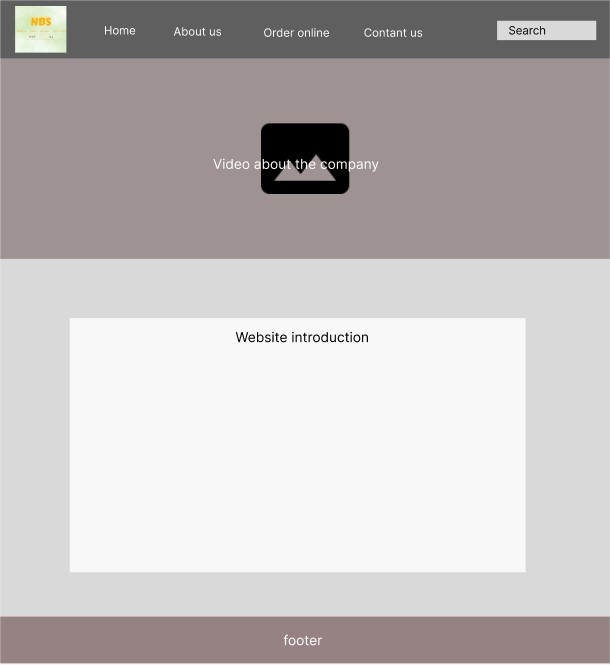 NBS
Home
About us
Order online
Contant us
Search
Video about the company
Website introduction
footer